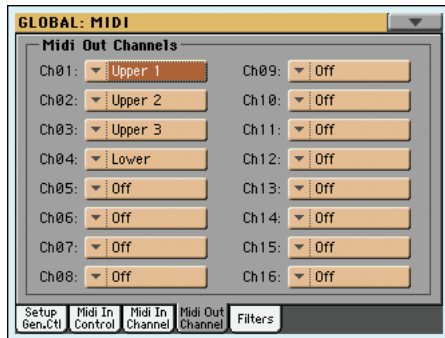 GLOBAL: MIDI
Midi Out Channels
Ch01: Upper 1
Ch02: Upper 2
Ch03: Upper 3
Ch04: Lower
Ch05: Off
Ch06: Off
Ch07: Off
Ch08: Off
Ch09: Off
Ch10: Off
Ch11: Off
Ch12: Off
Ch13: Off
Ch14: Off
Ch15: Off
Ch16: Off
Setup Gen.Ctl
Midi In Control
Midi In Channel
Midi Out Channel
Filters